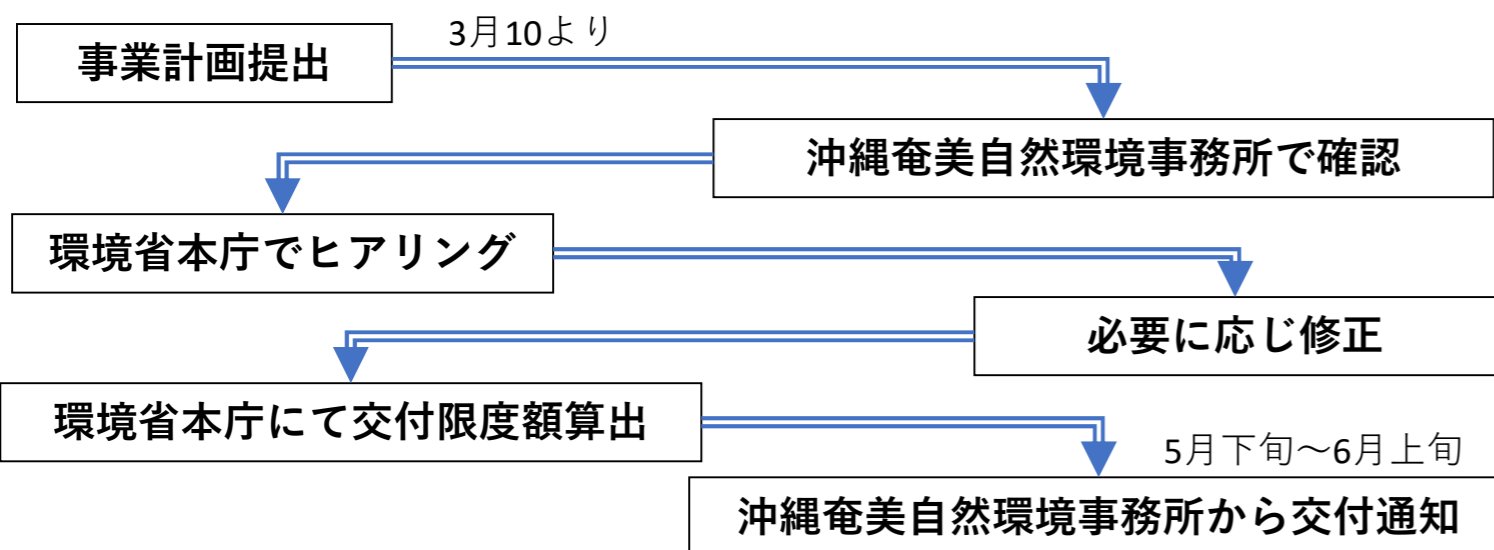 3月10より
事業計画提出
沖縄奄美自然環境事務所で確認
環境省本庁でヒアリング
必要に応じ修正
環境省本庁にて交付限度額算出
5月下旬～6月上旬
沖縄奄美自然環境事務所から交付通知